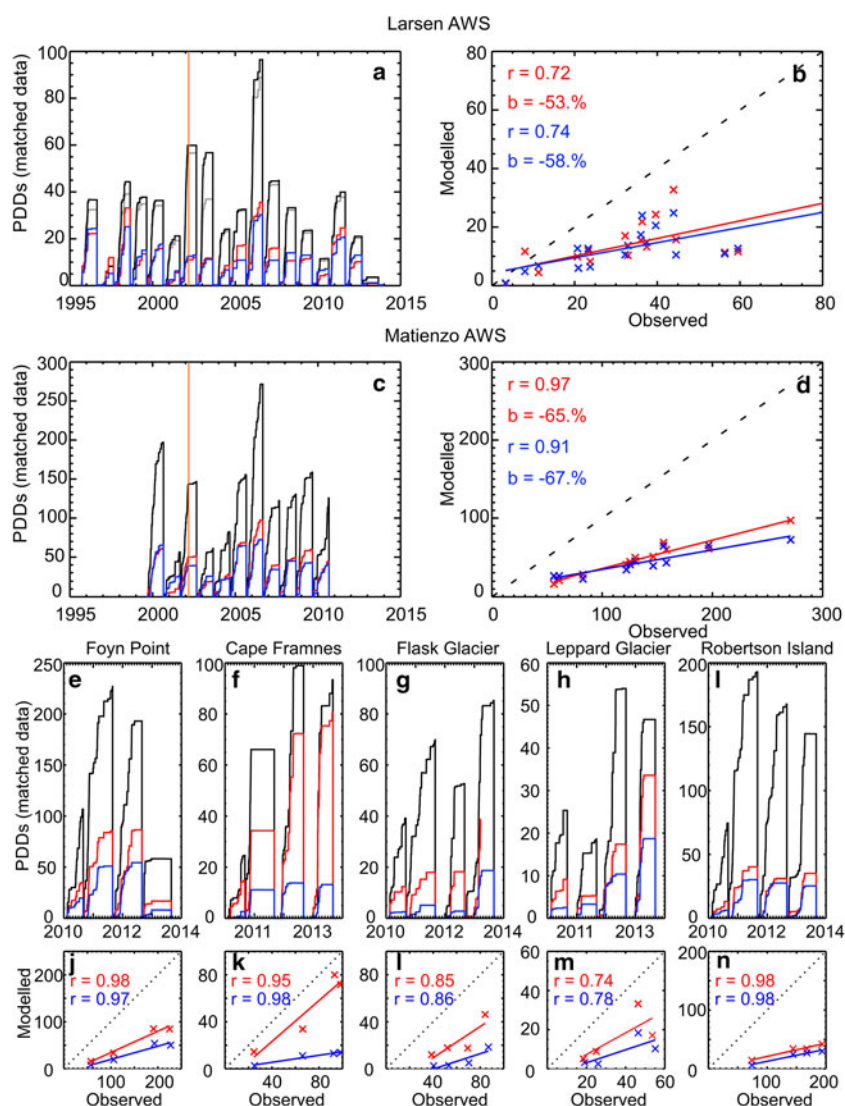 Larsen AWS
a
PDDs (matched data)
100
80
60
40
20
0
1995 2000 2005 2010 2015
b
r = 0.72
b = -53.%
r = 0.74
b = -58.%
Modelled
80
60
40
20
0
0 20 40 60 80
Observed
Matienzo AWS
c
PDDs (matched data)
300
250
200
150
100
50
0
1995 2000 2005 2010 2015
d
r = 0.97
b = -65.%
r = 0.91
b = -67.%
Modelled
300
200
100
0
0 100 200 300
Observed
Foyn Point
e
PDDs (matched data)
250
200
150
100
50
0
2010 2012 2014
Cape Framnes
f
100
80
60
40
20
0
2011 2013
Flask Glacier
g
100
80
60
40
20
0
2010 2012 2014
Leppard Glacier
h
60
50
40
30
20
10
0
2011 2013
Robertson Island
I
200
150
100
50
0
2010 2012 2014
j
r = 0.98
r = 0.97
Modelled
200
100
0
100 200
Observed
k
r = 0.95
r = 0.98
80
40
0
40 80
Observed
l
r = 0.85
r = 0.86
80
40
0
40 80
Observed
m
r = 0.74
r = 0.78
60
40
20
0
0 20 40
Observed
n
r = 0.98
r = 0.98
200
100
0
0 100 200
Observed